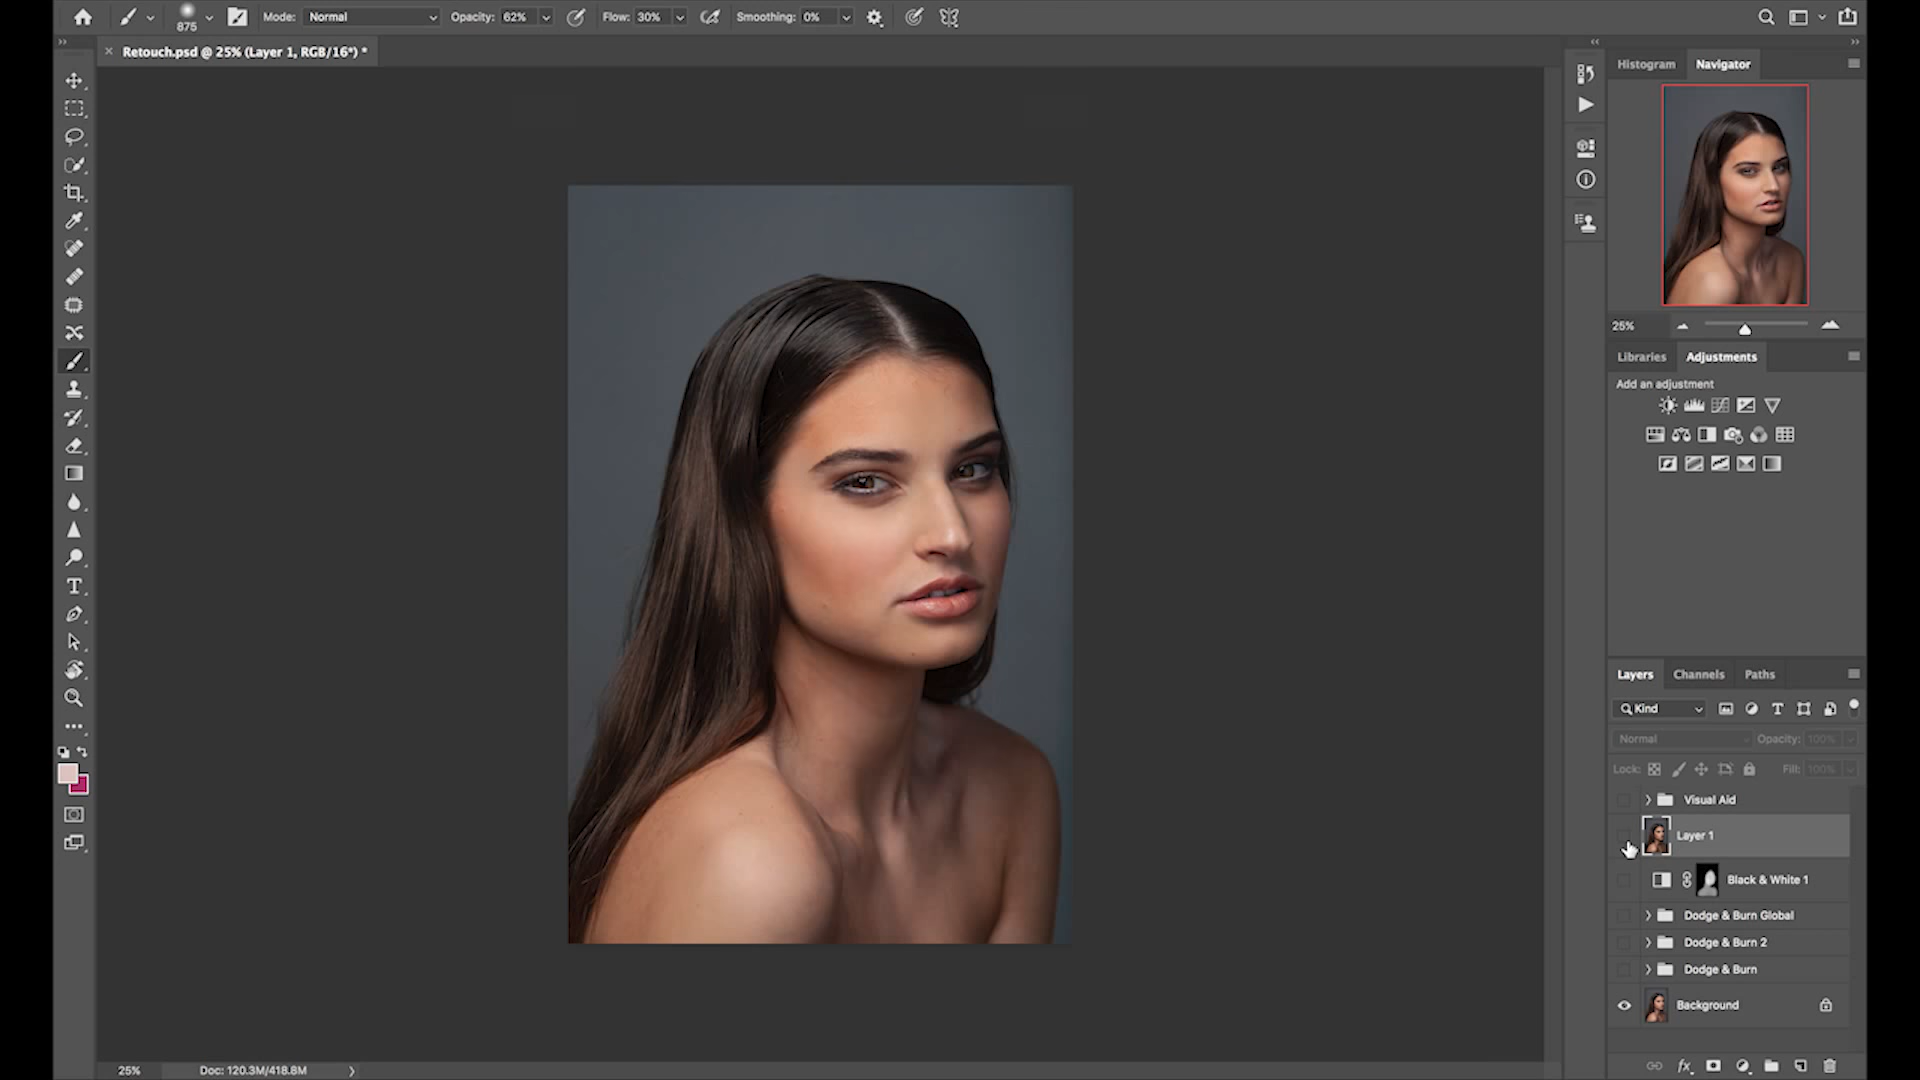 875
Mode: Normal
Opacity: 62%
Flow: 30%
Smoothing: 0%
Retouch.psd @ 25% (Layer 1, RGB/16*) *
Histogram
Navigator
25%
Libraries
Adjustments
Add an adjustment
Layers
Channels
Paths
Kind
Normal
Opacity: 100%
Lock:
Fill: 100%
Visual Aid
Layer 1
Black & White 1
Dodge & Burn Global
Dodge & Burn 2
Dodge & Burn
Background
25%
Doc: 120.3M/418.8M